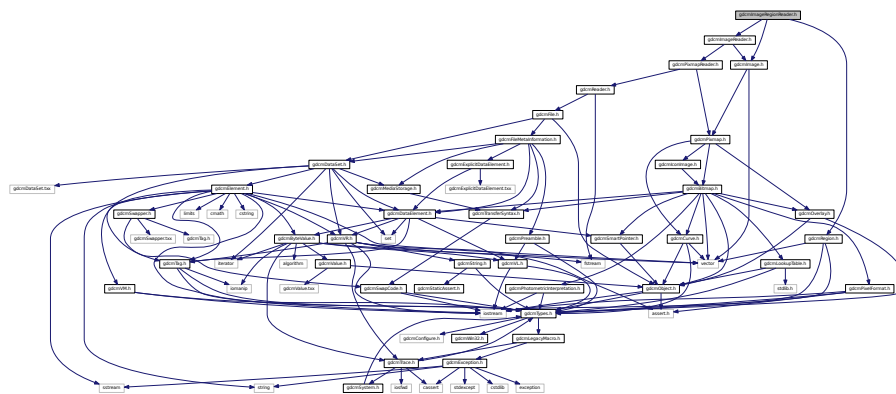 gdcmImageRegionReader.h
gdcmImageReader.h
gdcmPixmapReader.h
gdcmImage.h
gdcmReader.h
gdcmFile.h
gdcmFileMetaInformation.h
gdcmPixmap.h
gdcmDataSet.h
gdcmExplicitDataElement.h
gdcmIconImage.h
gdcmDataSet.txx
gdcmElement.h
gdcmMediaStorage.h
gdcmExplicitDataElement.txx
gdcmBitmap.h
gdcmSwapper.h
limits
cmath
cstring
gdcmDataElement.h
gdcmTransferSyntax.h
gdcmOverlay.h
gdcmSwapper.txx
gdcmTag.h
gdcmByteValue.h
gdcmVR.h
set
gdcmPreamble.h
gdcmSmartPointer.h
gdcmCurve.h
gdcmRegion.h
gdcmTag.h
iterator
algorithm
gdcmValue.h
gdcmString.h
gdcmVL.h
fstream
vector
gdcmLookupTable.h
gdcmVM.h
iomanip
gdcmValue.txx
gdcmSwapCode.h
gdcmStaticAssert.h
gdcmPhotometricInterpretation.h
gdcmObject.h
stdlib.h
gdcmPixelFormat.h
iostream
gdcmTypes.h
assert.h
gdcmConfigure.h
gdcmWin32.h
gdcmLegacyMacro.h
gdcmTrace.h
gdcmException.h
sstream
string
gdcmSystem.h
iosfwd
cassert
stdexcept
cstdlib
exception